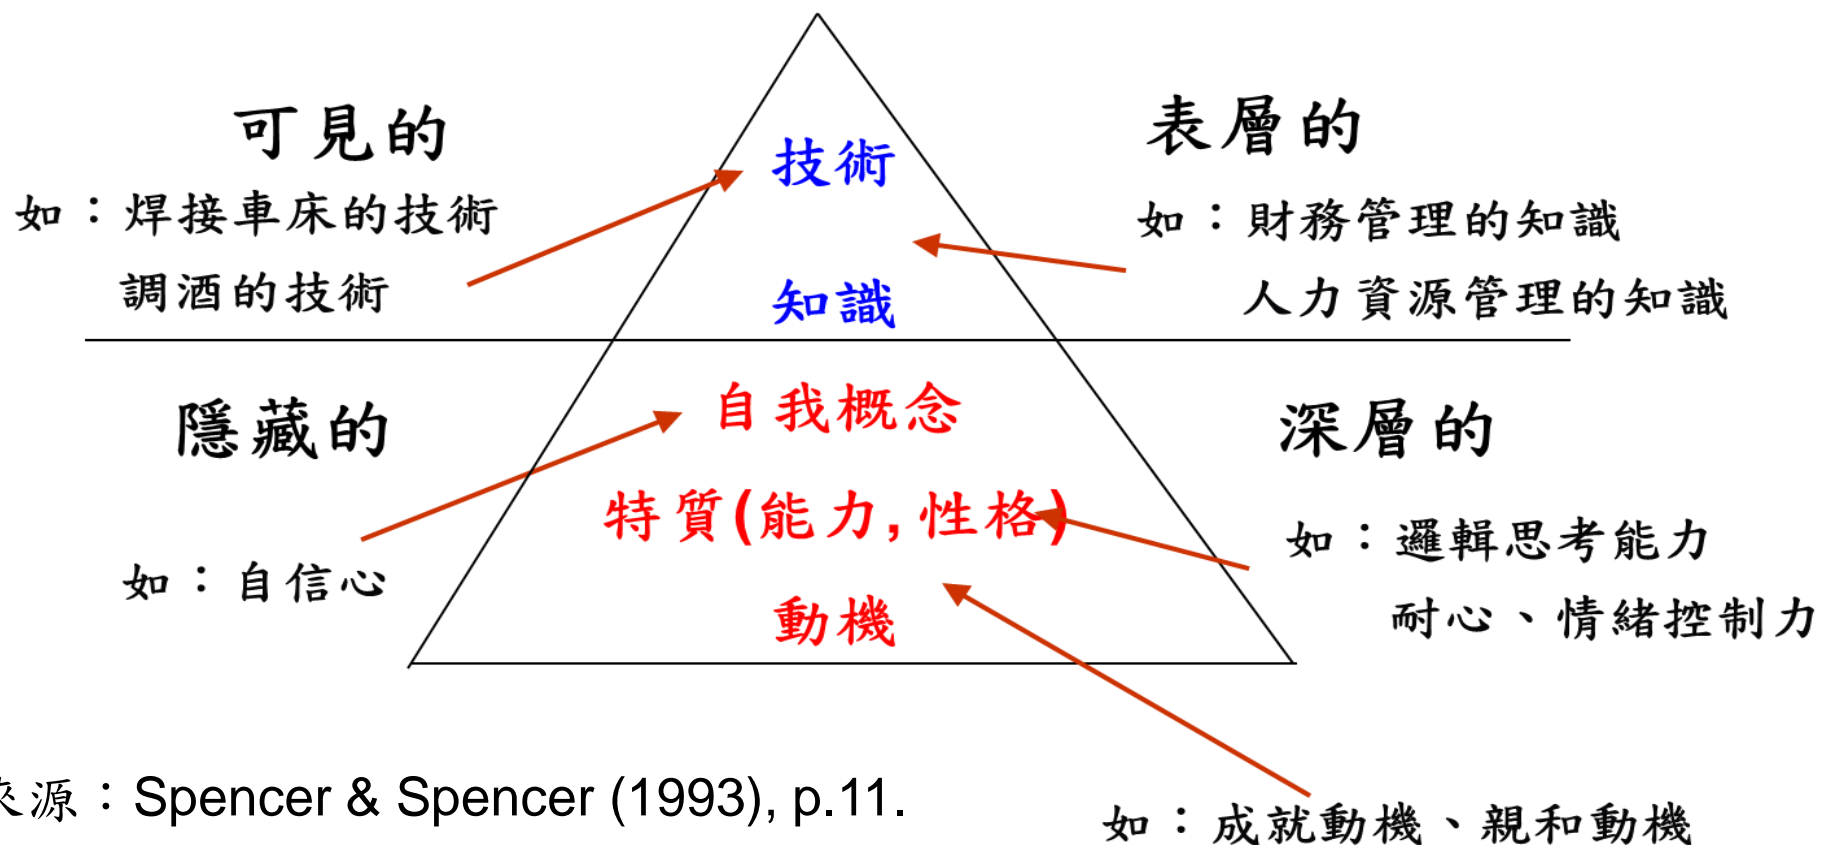 可見的
如：焊接車床的技術
調酒的技術
技術
知識
表層的
如：財務管理的知識
人力資源管理的知識
隱藏的
如：自信心
自我概念
特質(能力,性格)
動機
深層的
如：邏輯思考能力
耐心、情緒控制力
來源：Spencer & Spencer (1993), p.11.
如：成就動機、親和動機